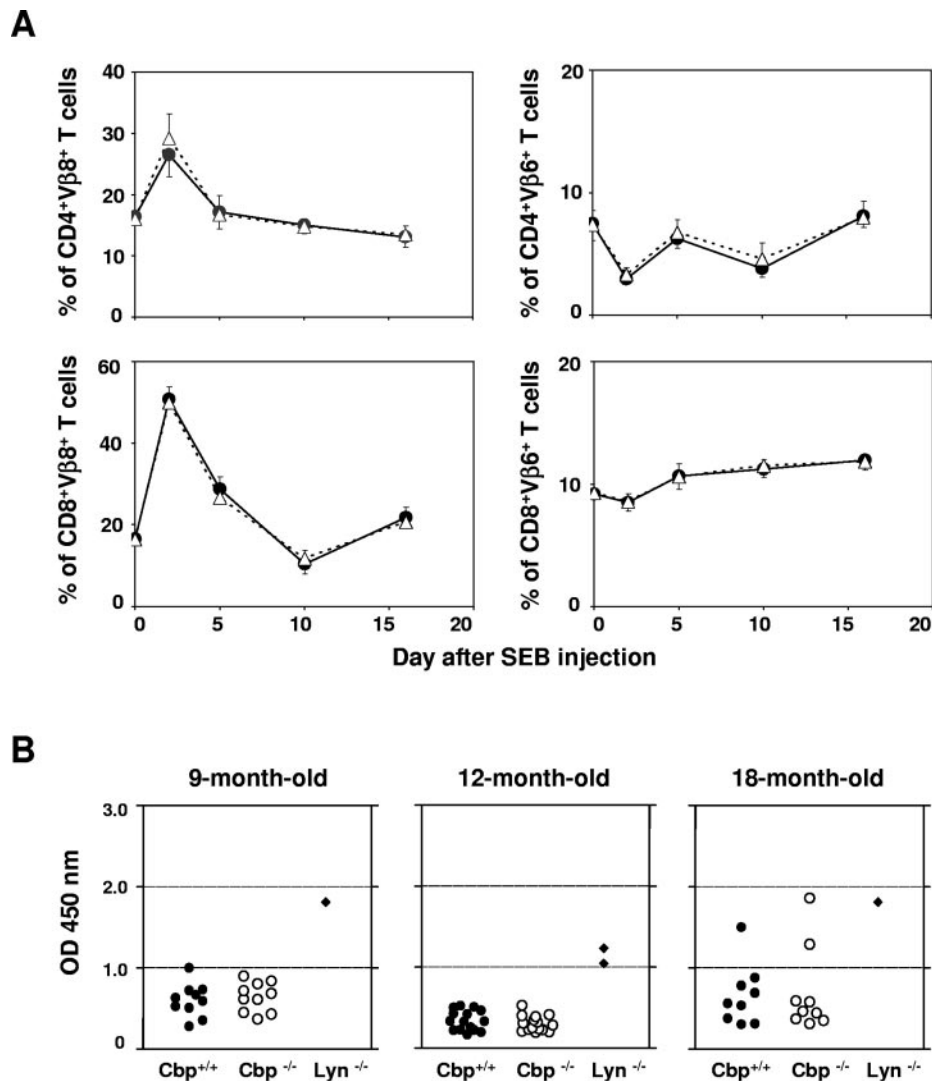 A
% of CD4⁺Vβ8⁺ T cells
40
30
20
10
0
% of CD4⁺Vβ6⁺ T cells
20
10
0
% of CD8⁺Vβ8⁺ T cells
60
40
20
0
0 5 10 15 20
% of CD8⁺Vβ6⁺ T cells
20
10
0
0 5 10 15 20
Day after SEB injection
B
9-month-old
12-month-old
18-month-old
OD 450 nm
3.0
2.0
1.0
0
Cbp⁺/⁺ Cbp ⁻/⁻ Lyn ⁻/⁻
Cbp⁺/⁺ Cbp ⁻/⁻ Lyn ⁻/⁻
Cbp⁺/⁺ Cbp ⁻/⁻ Lyn ⁻/⁻